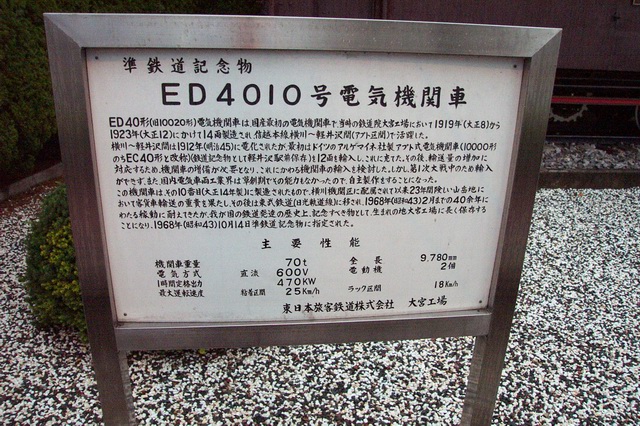 準鉄道記念物
ED4010号電気機関車
ED40形(旧10020形)電気機関車は、国産最初の電気機関車で、当時の鉄道院大宮工場において1919年(大正8)から
1923年(大正12)にかけて14両製造され、信越本線横川〜軽井沢間(アプト区間)で活躍した。
横川〜軽井沢間は1912年(明治45)に電化されたが、最初はドイツのアルゲマイネ社製アプト式電気機関車(10000形
のちEC40形と改称)(鉄道記念物として軽井沢駅前保存)を12両を輸入し、これに充てた。その後、輸送量の増加に
対応するため、機関車の増備が必要となり、これにかわる機関車の輸入を検討した。しかし第1次大戦中のため輸入
ができず、また国内電気車両工業界は草創期でその能力もなかったので、自主製作をすることになった。
この機関車は、その10番目(大正14年製)に製造されたもので、横川機関区に配属されて以来23年間険しい山岳地に
おいて客貨車輸送の重責を果たし、その後は東武鉄道(日光軌道線)に移され、1968年(昭和43)2月までの40余年に
わたる稼動に耐えてきたが、我が国の鉄道発達の歴史上、記念すべき物として、生まれの地大宮工場に長く保存する
ことになり、1968年(昭和43)10月14日準鉄道記念物に指定された。
主要性能
機関車重量 70t 全長 9.780mm
電気方式 直流 600V 電動機 2個
1時間定格出力 470KW
最大運転速度 粘着区間 25Km/h ラック区間 18Km/h
東日本旅客鉄道株式会社 大宮工場